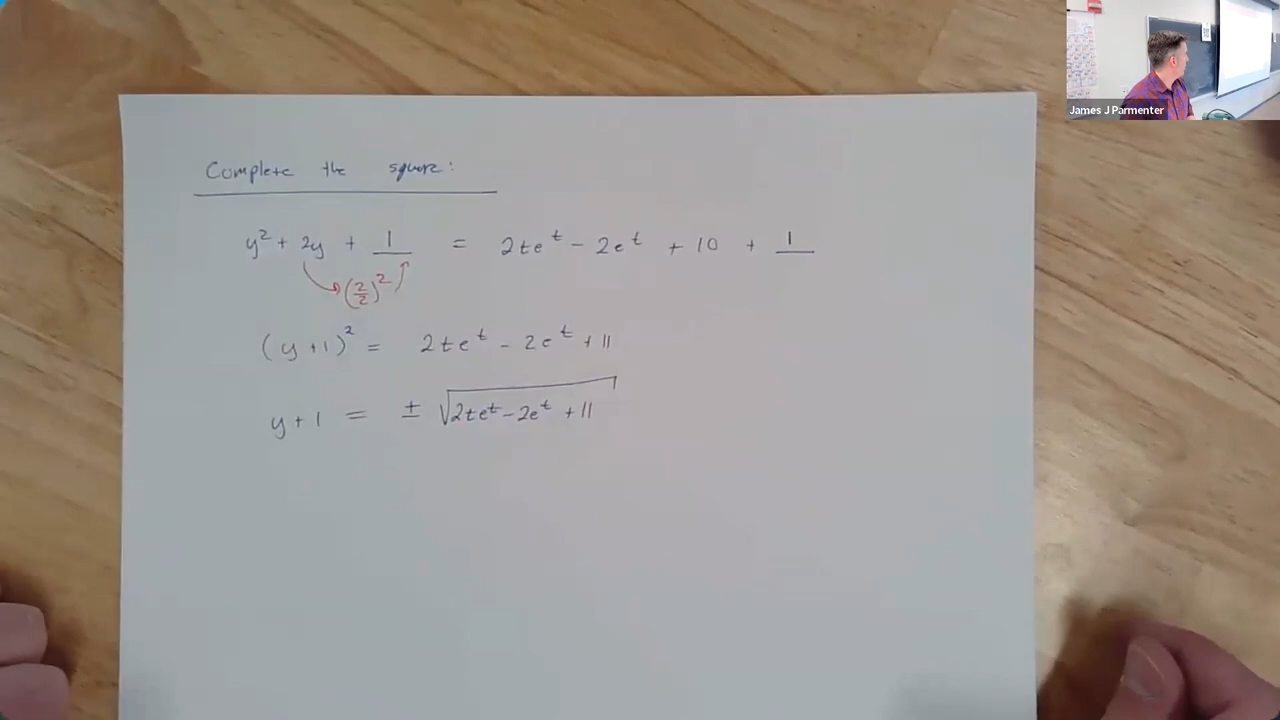 Complete the square:
y² + 2y + 1 = 2te^t - 2e^t + 10 + 1
(2/2)²
(y + 1)² = 2te^t - 2e^t + 11
y + 1 = ± √(2te^t - 2e^t + 11)
James J Parmenter